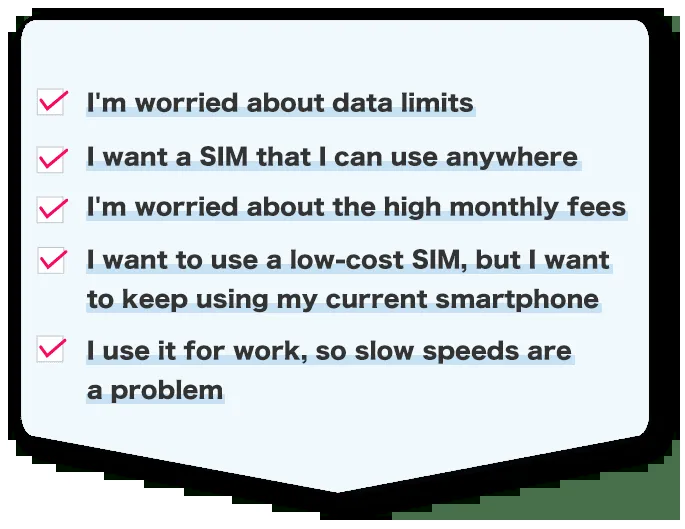 I'm worried about data limits
I want a SIM that I can use anywhere
I'm worried about the high monthly fees
I want to use a low-cost SIM, but I want
to keep using my current smartphone
I use it for work, so slow speeds are
a problem